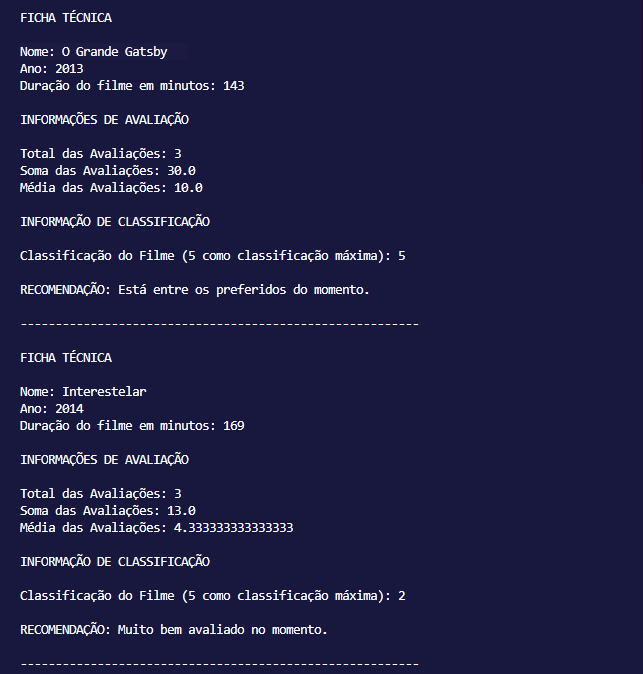 FICHA TÉCNICA
Nome: O Grande Gatsby
Ano: 2013
Duração do filme em minutos: 143
INFORMAÇÕES DE AVALIAÇÃO
Total das Avaliações: 3
Soma das Avaliações: 30.0
Média das Avaliações: 10.0
INFORMAÇÃO DE CLASSIFICAÇÃO
Classificação do Filme (5 como classificação máxima): 5
RECOMENDAÇÃO: Está entre os preferidos do momento.
---------------------------------------------------------
FICHA TÉCNICA
Nome: Interestelar
Ano: 2014
Duração do filme em minutos: 169
INFORMAÇÕES DE AVALIAÇÃO
Total das Avaliações: 3
Soma das Avaliações: 13.0
Média das Avaliações: 4.333333333333333
INFORMAÇÃO DE CLASSIFICAÇÃO
Classificação do Filme (5 como classificação máxima): 2
RECOMENDAÇÃO: Muito bem avaliado no momento.
---------------------------------------------------------